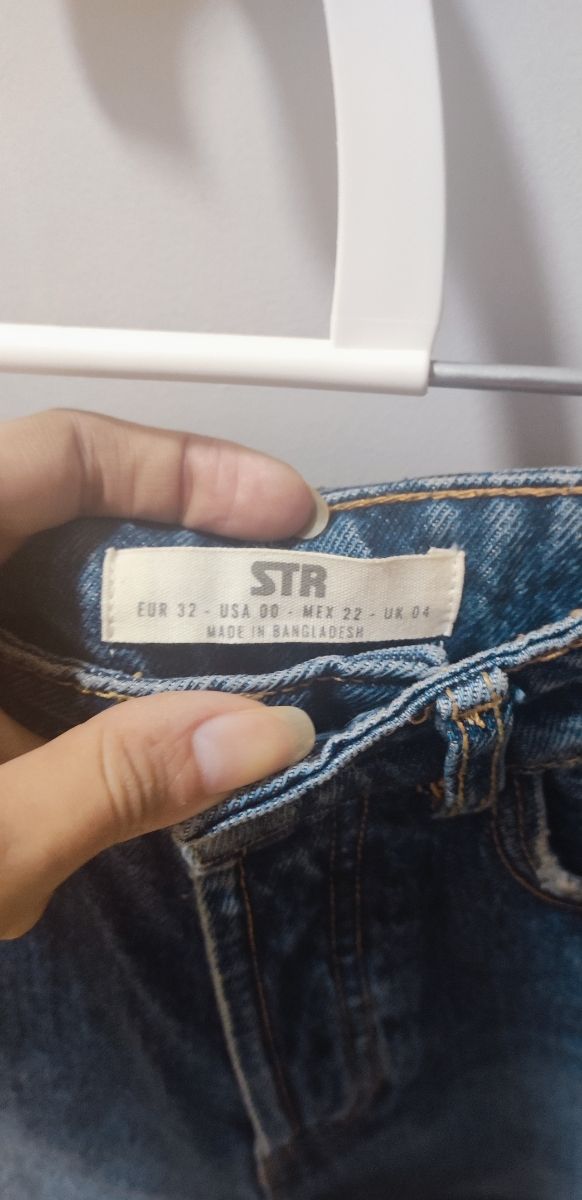 STR
EUR 32 - USA 00 - MEX 22 - UK 04
MADE IN BANGLADESH